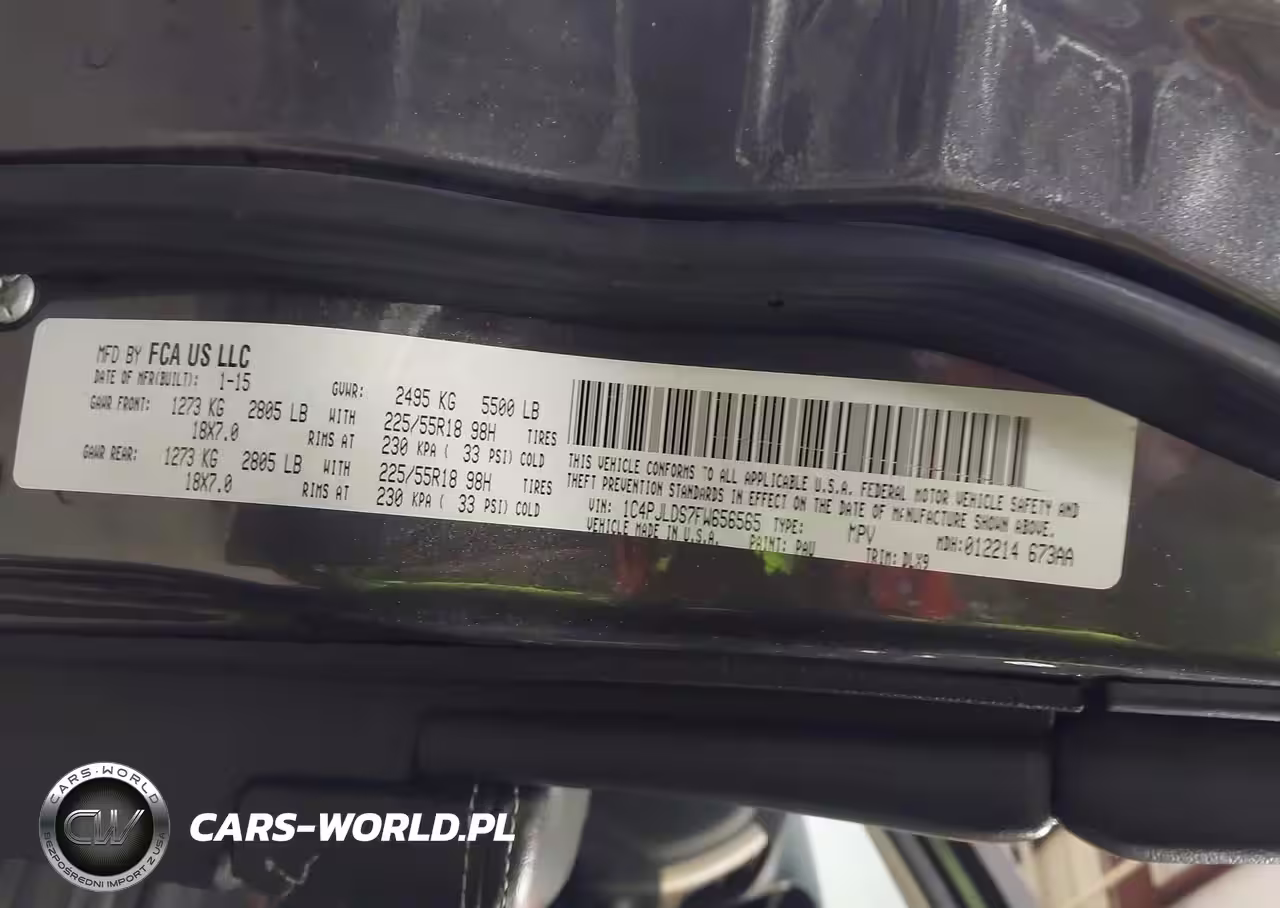 MFD BY FCA US LLC
DATE OF MFR(BUILT): 1-15
GVWR: 2495 KG 5500 LB
GAWR FRONT: 1273 KG 2805 LB WITH 225/55R18 98H TIRES
18X7.0 RIMS AT 230 KPA ( 33 PSI) COLD
GAWR REAR: 1273 KG 2805 LB WITH 225/55R18 98H TIRES
18X7.0 RIMS AT 230 KPA ( 33 PSI) COLD
THIS VEHICLE CONFORMS TO ALL APPLICABLE U.S.A. FEDERAL MOTOR VEHICLE SAFETY AND
THEFT PREVENTION STANDARDS IN EFFECT ON THE DATE OF MANUFACTURE SHOWN ABOVE.
VIN: 1C4PJLDS7FW656565 TYPE: MPV MDH:012214 673AA
VEHICLE MADE IN U.S.A. PAINT: PAU TRIM: DLX9
CARS-WORLD
CW
BEZPOŚREDNI IMPORT Z USA
CARS-WORLD.PL